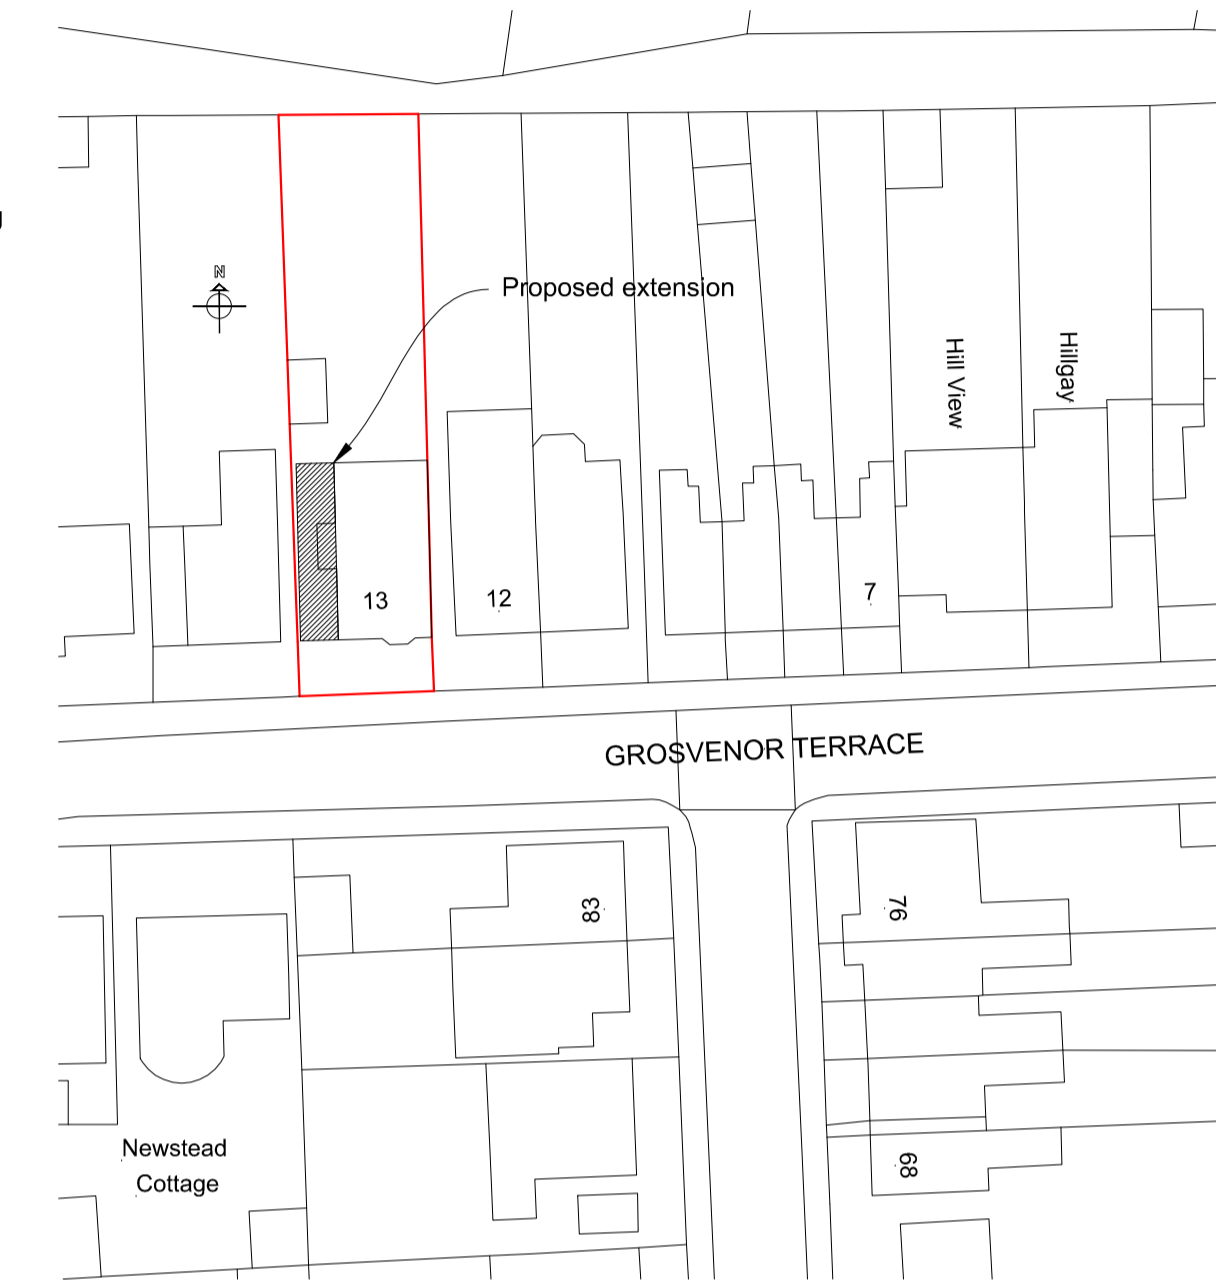 N
Proposed extension
Hill View
Hillgay
13
12
7
GROSVENOR TERRACE
83
76
Newstead
Cottage
68